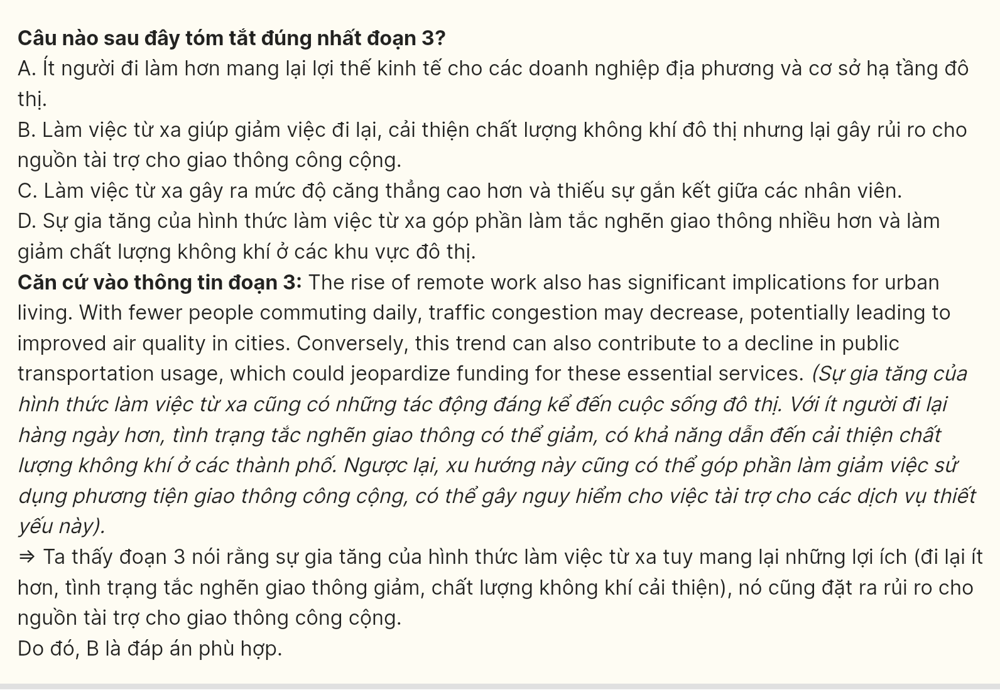 Câu nào sau đây tóm tắt đúng nhất đoạn 3?
A. Ít người đi làm hơn mang lại lợi thế kinh tế cho các doanh nghiệp địa phương và cơ sở hạ tầng đô
thị.
B. Làm việc từ xa giúp giảm việc đi lại, cải thiện chất lượng không khí đô thị nhưng lại gây rủi ro cho
nguồn tài trợ cho giao thông công cộng.
C. Làm việc từ xa gây ra mức độ căng thẳng cao hơn và thiếu sự gắn kết giữa các nhân viên.
D. Sự gia tăng của hình thức làm việc từ xa góp phần làm tắc nghẽn giao thông nhiều hơn và làm
giảm chất lượng không khí ở các khu vực đô thị.
Căn cứ vào thông tin đoạn 3: The rise of remote work also has significant implications for urban
living. With fewer people commuting daily, traffic congestion may decrease, potentially leading to
improved air quality in cities. Conversely, this trend can also contribute to a decline in public
transportation usage, which could jeopardize funding for these essential services. (Sự gia tăng của
hình thức làm việc từ xa cũng có những tác động đáng kể đến cuộc sống đô thị. Với ít người đi lại
hàng ngày hơn, tình trạng tắc nghẽn giao thông có thể giảm, có khả năng dẫn đến cải thiện chất
lượng không khí ở các thành phố. Ngược lại, xu hướng này cũng có thể góp phần làm giảm việc sử
dụng phương tiện giao thông công cộng, có thể gây nguy hiểm cho việc tài trợ cho các dịch vụ thiết
yếu này).
⇒ Ta thấy đoạn 3 nói rằng sự gia tăng của hình thức làm việc từ xa tuy mang lại những lợi ích (đi lại ít
hơn, tình trạng tắc nghẽn giao thông giảm, chất lượng không khí cải thiện), nó cũng đặt ra rủi ro cho
nguồn tài trợ cho giao thông công cộng.
Do đó, B là đáp án phù hợp.